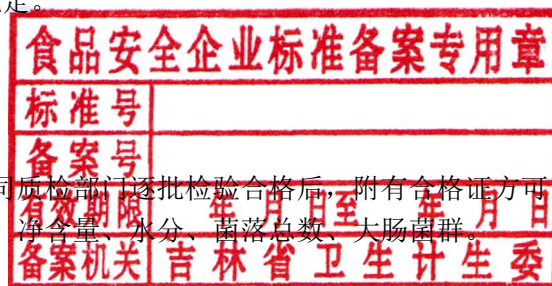 定。
食品安全企业标准备案专用章
标准号
备案号
司质检部门逐批检验合格后，附有合格证方可
有效期限 年 月 日至 年 月 日
净含量、水分、菌落总数、大肠菌群。
备案机关 吉林省卫生计生委